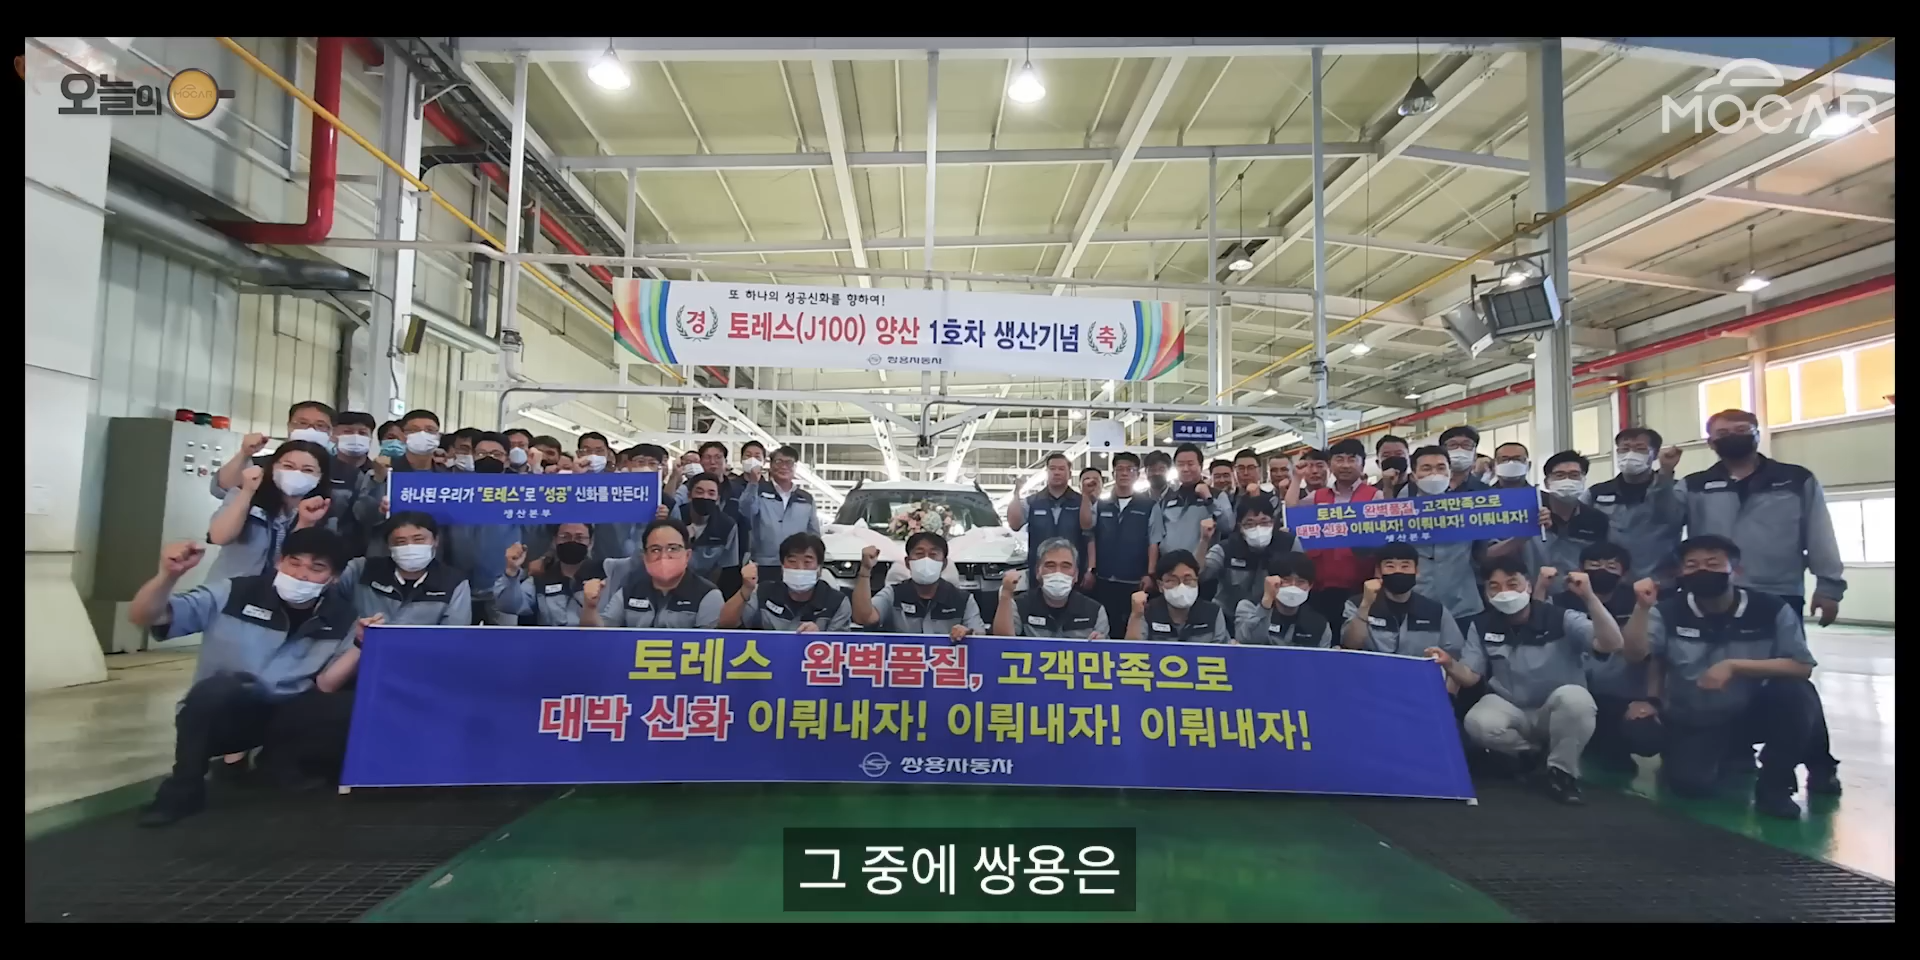 오늘의
MOCAR
MOCAR
또 하나의 성공신화를 향하여!
경 토레스(J100) 양산 1호차 생산기념 축
쌍용자동차
주행 검사
하나된 우리가 "토레스"로 "성공" 신화를 만든다!
생산본부
토레스 완벽품질, 고객만족으로
대박 신화 이뤄내자! 이뤄내자! 이뤄내자!
생산본부
토레스 완벽품질, 고객만족으로
대박 신화 이뤄내자! 이뤄내자! 이뤄내자!
쌍용자동차
그 중에 쌍용은